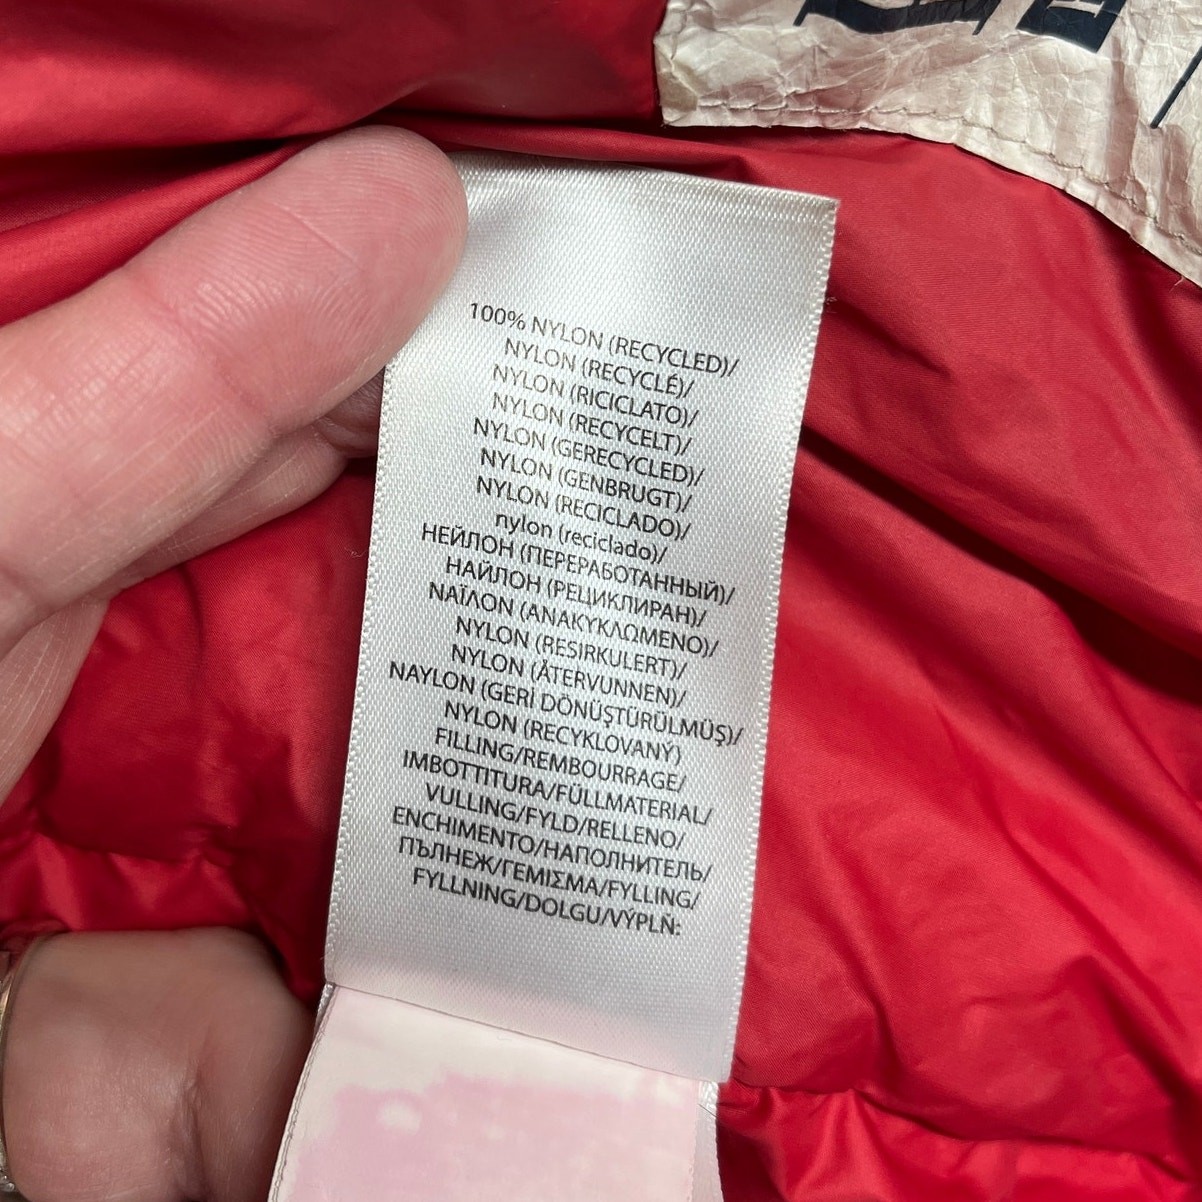 100% NYLON (RECYCLED)/
NYLON (RECYCLÉ)/
NYLON (RICICLATO)/
NYLON (RECYCELT)/
NYLON (GERECYCLED)/
NYLON (GENBRUGT)/
NYLON (RECICLADO)/
nylon (reciclado)/
НЕЙЛОН (ПЕРЕРАБОТАННЫЙ)/
НАЙЛОН (РЕЦИКЛИРАН)/
ΝΑΪΛΟΝ (ΑΝΑΚΥΚΛΩΜΕΝΟ)/
NYLON (RESIRKULERT)/
NYLON (ÅTERVUNNEN)/
NAYLON (GERİ DÖNÜŞTÜRÜLMÜŞ)/
NYLON (RECYKLOVANÝ)
FILLING/REMBOURRAGE/
IMBOTTITURA/FÜLLMATERIAL/
VULLING/FYLD/RELLENO/
ENCHIMENTO/НАПОЛНИТЕЛЬ/
ПЪЛНЕЖ/ΓΕΜΙΣΜΑ/FYLLING/
FYLLNING/DOLGU/VÝPLŇ: